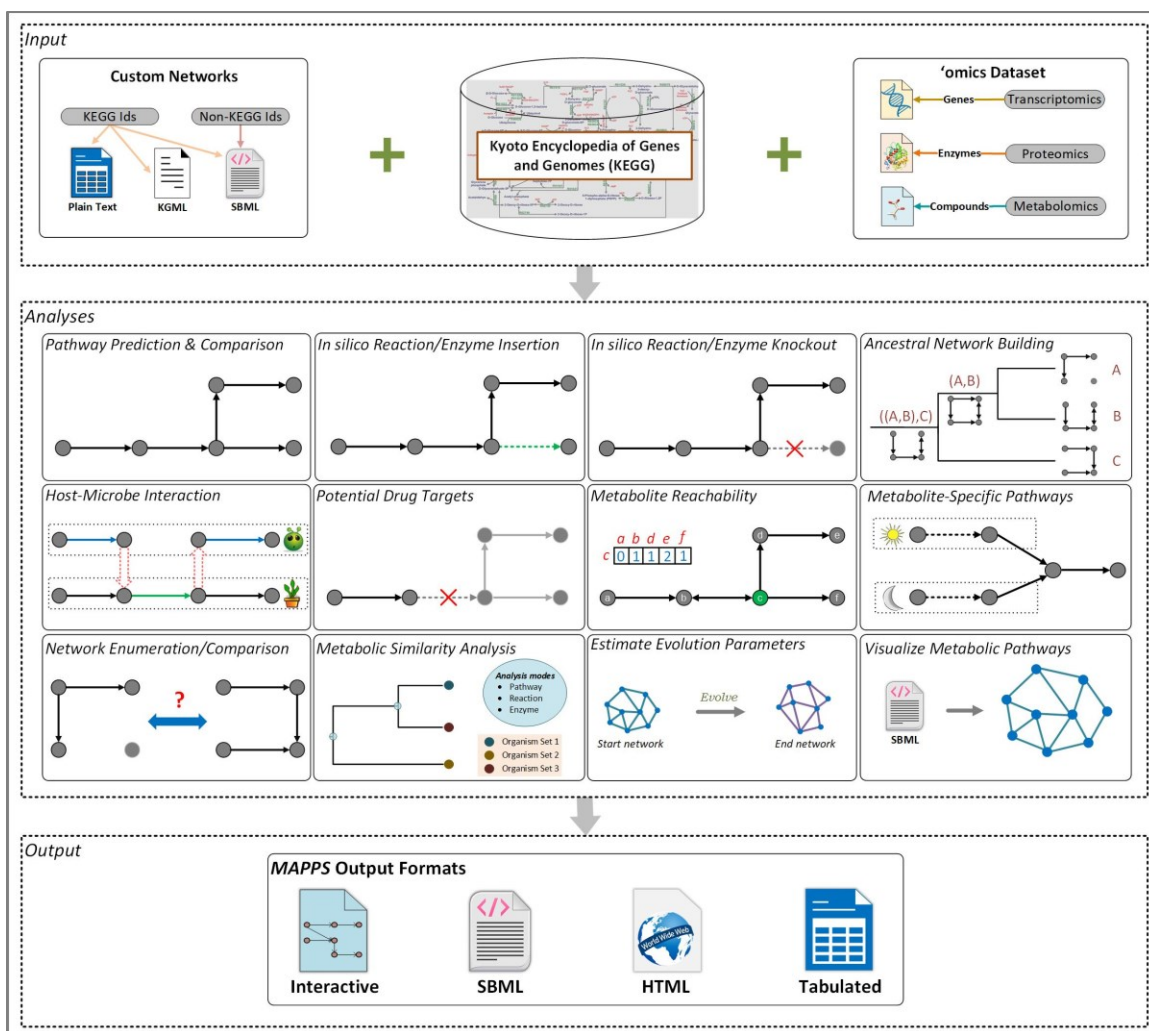 Input
Custom Networks
KEGG Ids
Non-KEGG Ids
Plain Text
KGML
SBML
Kyoto Encyclopedia of Genes
and Genomes (KEGG)
'omics Dataset
Genes
Transcriptomics
Enzymes
Proteomics
Compounds
Metabolomics
Analyses
Pathway Prediction & Comparison
In silico Reaction/Enzyme Insertion
In silico Reaction/Enzyme Knockout
Ancestral Network Building
(A,B)
((A,B),C)
A
B
C
Host-Microbe Interaction
Potential Drug Targets
Metabolite Reachability
a b d e f
c 0 1 1 2 1
d
e
a
b
c
f
Metabolite-Specific Pathways
Network Enumeration/Comparison
?
Metabolic Similarity Analysis
Analysis modes
• Pathway
• Reaction
• Enzyme
Organism Set 1
Organism Set 2
Organism Set 3
Estimate Evolution Parameters
Evolve
Start network
End network
Visualize Metabolic Pathways
</>
SBML
Output
MAPPS Output Formats
</>
World Wide Web
Interactive
SBML
HTML
Tabulated